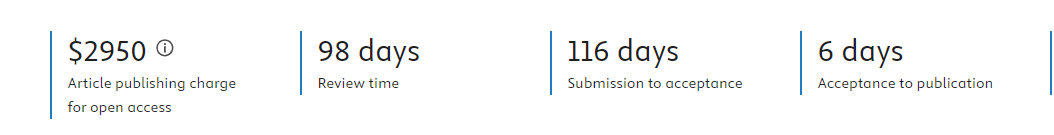 $2950
Article publishing charge
for open access
98 days
Review time
116 days
Submission to acceptance
6 days
Acceptance to publication